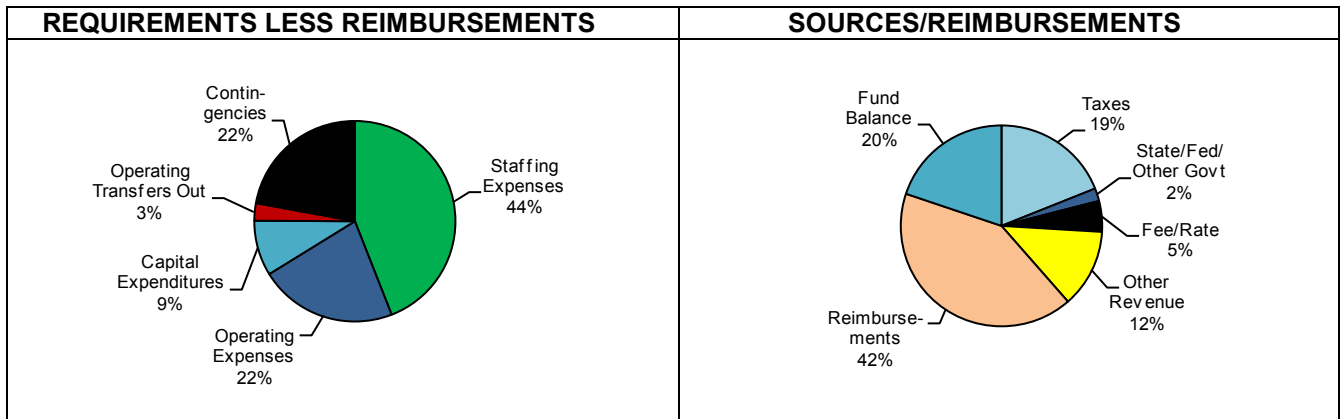 REQUIREMENTS LESS REIMBURSEMENTS
Contin-
gencies
22%
Operating
Transfers Out
3%
Capital
Expenditures
9%
Operating
Expenses
22%
Staffing
Expenses
44%
SOURCES/REIMBURSEMENTS
Fund
Balance
20%
Taxes
19%
State/Fed/
Other Govt
2%
Fee/Rate
5%
Other
Revenue
12%
Reimburse-
ments
42%